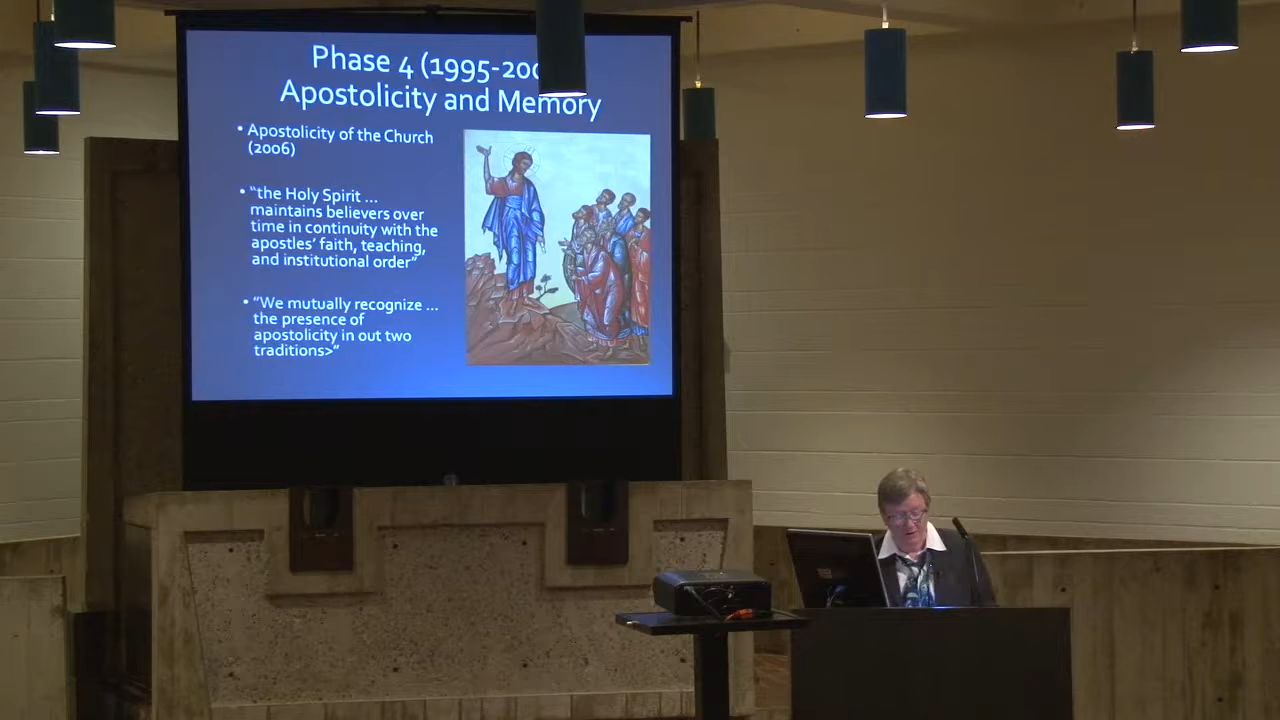 Phase 4 (1995-200
Apostolicity and Memory
• Apostolicity of the Church
(2006)
• “the Holy Spirit ...
maintains believers over
time in continuity with the
apostles’ faith, teaching,
and institutional order”
• “We mutually recognize ...
the presence of
apostolicity in out two
traditions>”